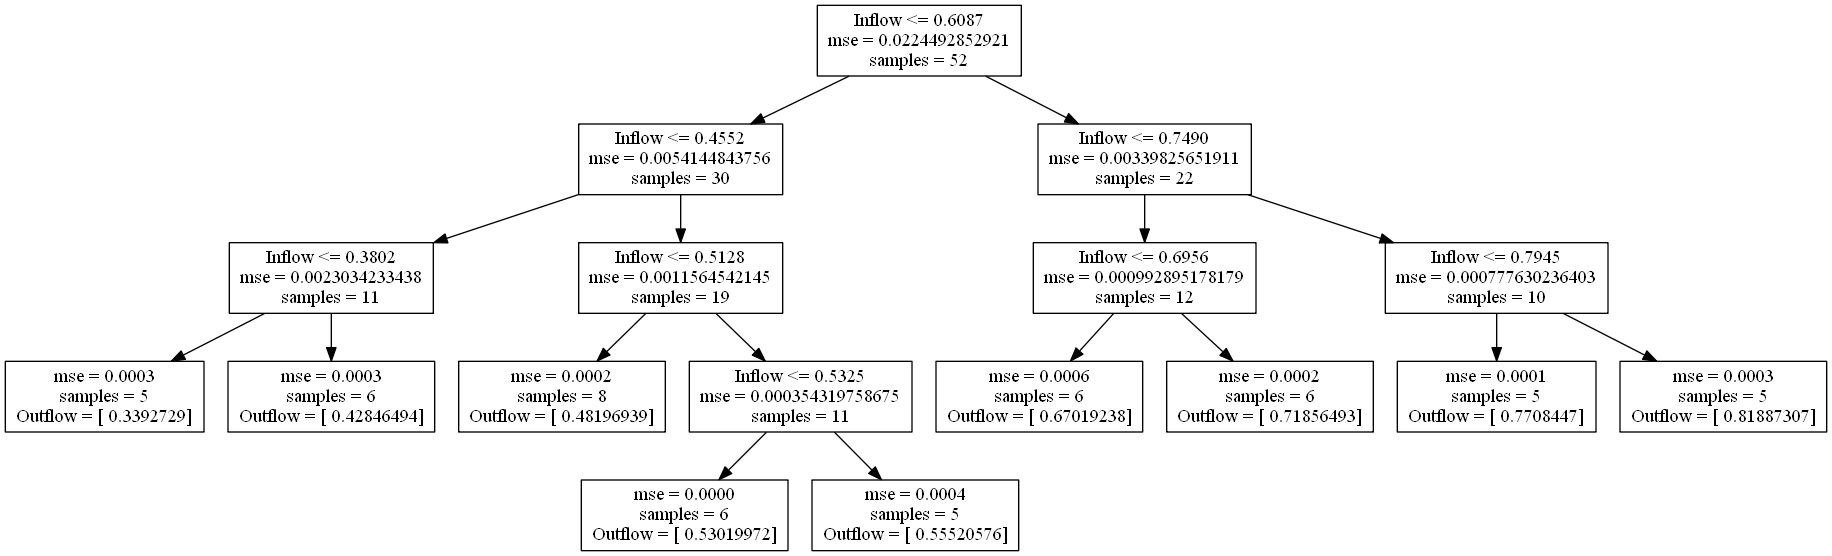 Inflow <= 0.6087
mse = 0.0224492852921
samples = 52
Inflow <= 0.4552
mse = 0.0054144843756
samples = 30
Inflow <= 0.7490
mse = 0.00339825651911
samples = 22
Inflow <= 0.3802
mse = 0.0023034233438
samples = 11
Inflow <= 0.5128
mse = 0.0011564542145
samples = 19
Inflow <= 0.6956
mse = 0.000992895178179
samples = 12
Inflow <= 0.7945
mse = 0.000777630236403
samples = 10
mse = 0.0003
samples = 5
Outflow = [ 0.3392729]
mse = 0.0003
samples = 6
Outflow = [ 0.42846494]
mse = 0.0002
samples = 8
Outflow = [ 0.48196939]
Inflow <= 0.5325
mse = 0.000354319758675
samples = 11
mse = 0.0006
samples = 6
Outflow = [ 0.67019238]
mse = 0.0002
samples = 6
Outflow = [ 0.71856493]
mse = 0.0001
samples = 5
Outflow = [ 0.7708447]
mse = 0.0003
samples = 5
Outflow = [ 0.81887307]
mse = 0.0000
samples = 6
Outflow = [ 0.53019972]
mse = 0.0004
samples = 5
Outflow = [ 0.55520576]